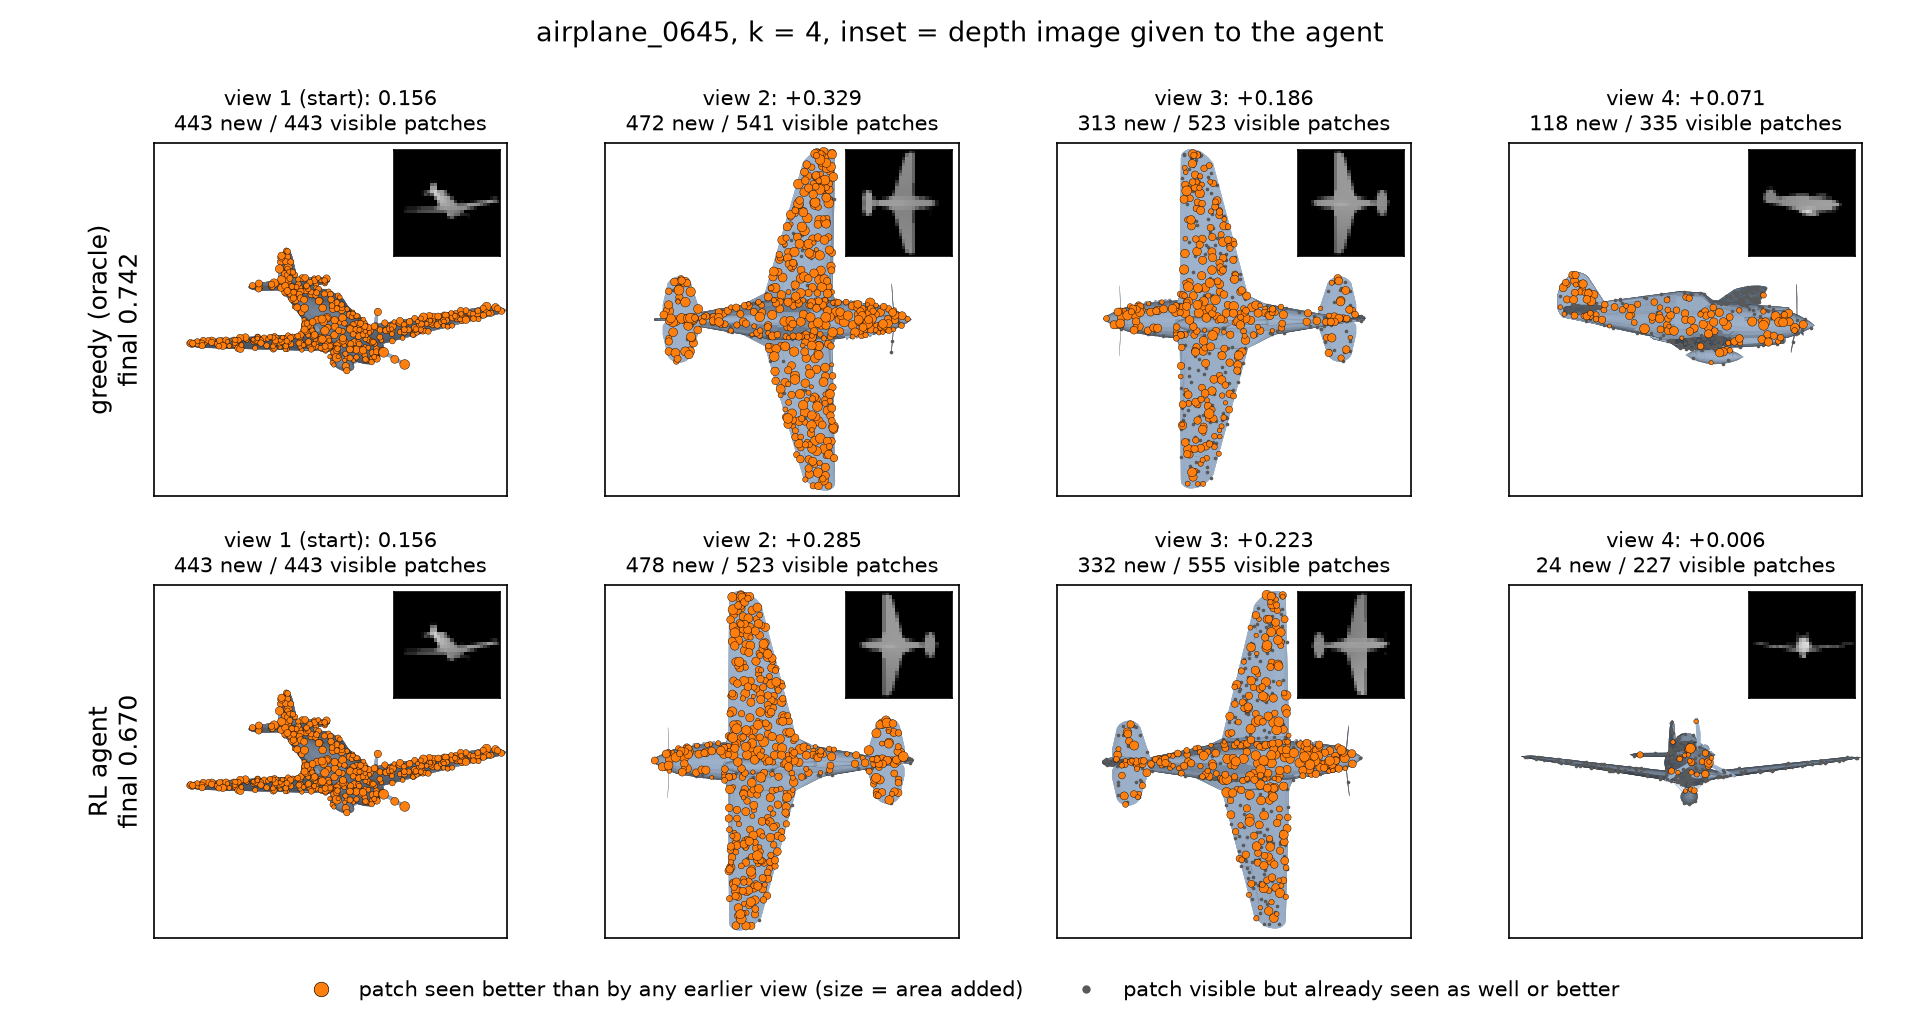 airplane_0645, k = 4, inset = depth image given to the agent
view 1 (start): 0.156
443 new / 443 visible patches
view 2: +0.329
472 new / 541 visible patches
view 3: +0.186
313 new / 523 visible patches
view 4: +0.071
118 new / 335 visible patches
greedy (oracle)
final 0.742
view 1 (start): 0.156
443 new / 443 visible patches
view 2: +0.285
478 new / 523 visible patches
view 3: +0.223
332 new / 555 visible patches
view 4: +0.006
24 new / 227 visible patches
RL agent
final 0.670
patch seen better than by any earlier view (size = area added)
patch visible but already seen as well or better